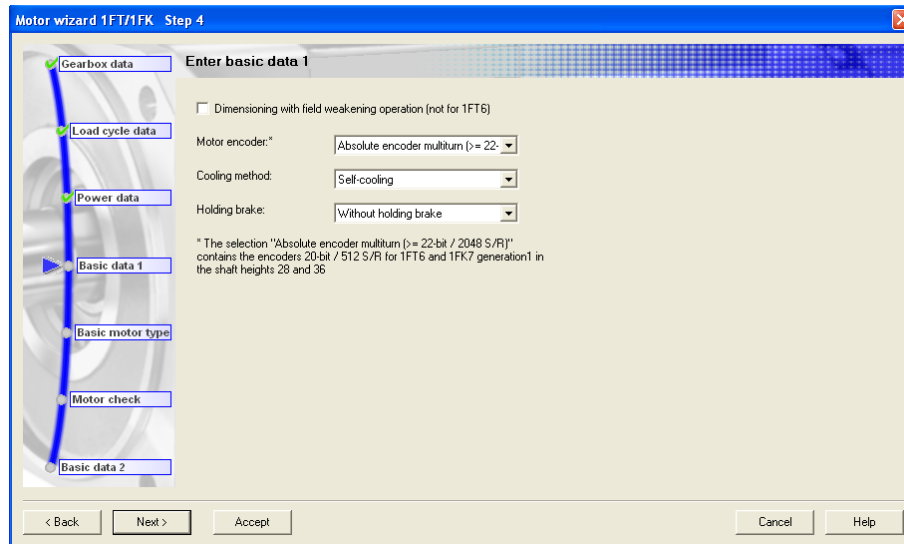 Motor wizard 1FT/1FK   Step 4
Gearbox data
Load cycle data
Power data
Basic data 1
Basic motor type
Motor check
Basic data 2
Enter basic data 1
Dimensioning with field weakening operation (not for 1FT6)
Motor encoder:* Absolute encoder multiturn (>= 22-
Cooling method: Self-cooling
Holding brake: Without holding brake
* The selection "Absolute encoder multiturn (>= 22-bit / 2048 S/R)"
contains the encoders 20-bit / 512 S/R for 1FT6 and 1FK7 generation1 in
the shaft heights 28 and 36
< Back Next > Accept Cancel Help